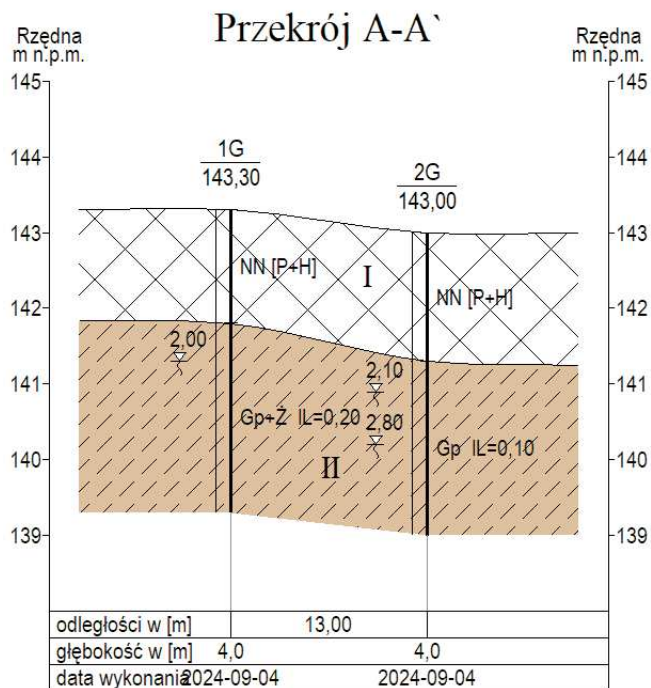 Przekrój A-A`
Rzędna
m n.p.m.
Rzędna
m n.p.m.
145
145
144
144
1G
143,30
2G
143,00
143
143
NN [P+H]
I
NN [P+H]
142
142
2,00
141
2,10
141
Gp+Ż IL=0,20
2,80
Gp IL=0,10
140
II
140
139
139
odległości w [m] 13,00
głębokość w [m] 4,0 4,0
data wykonania 2024-09-04 2024-09-04